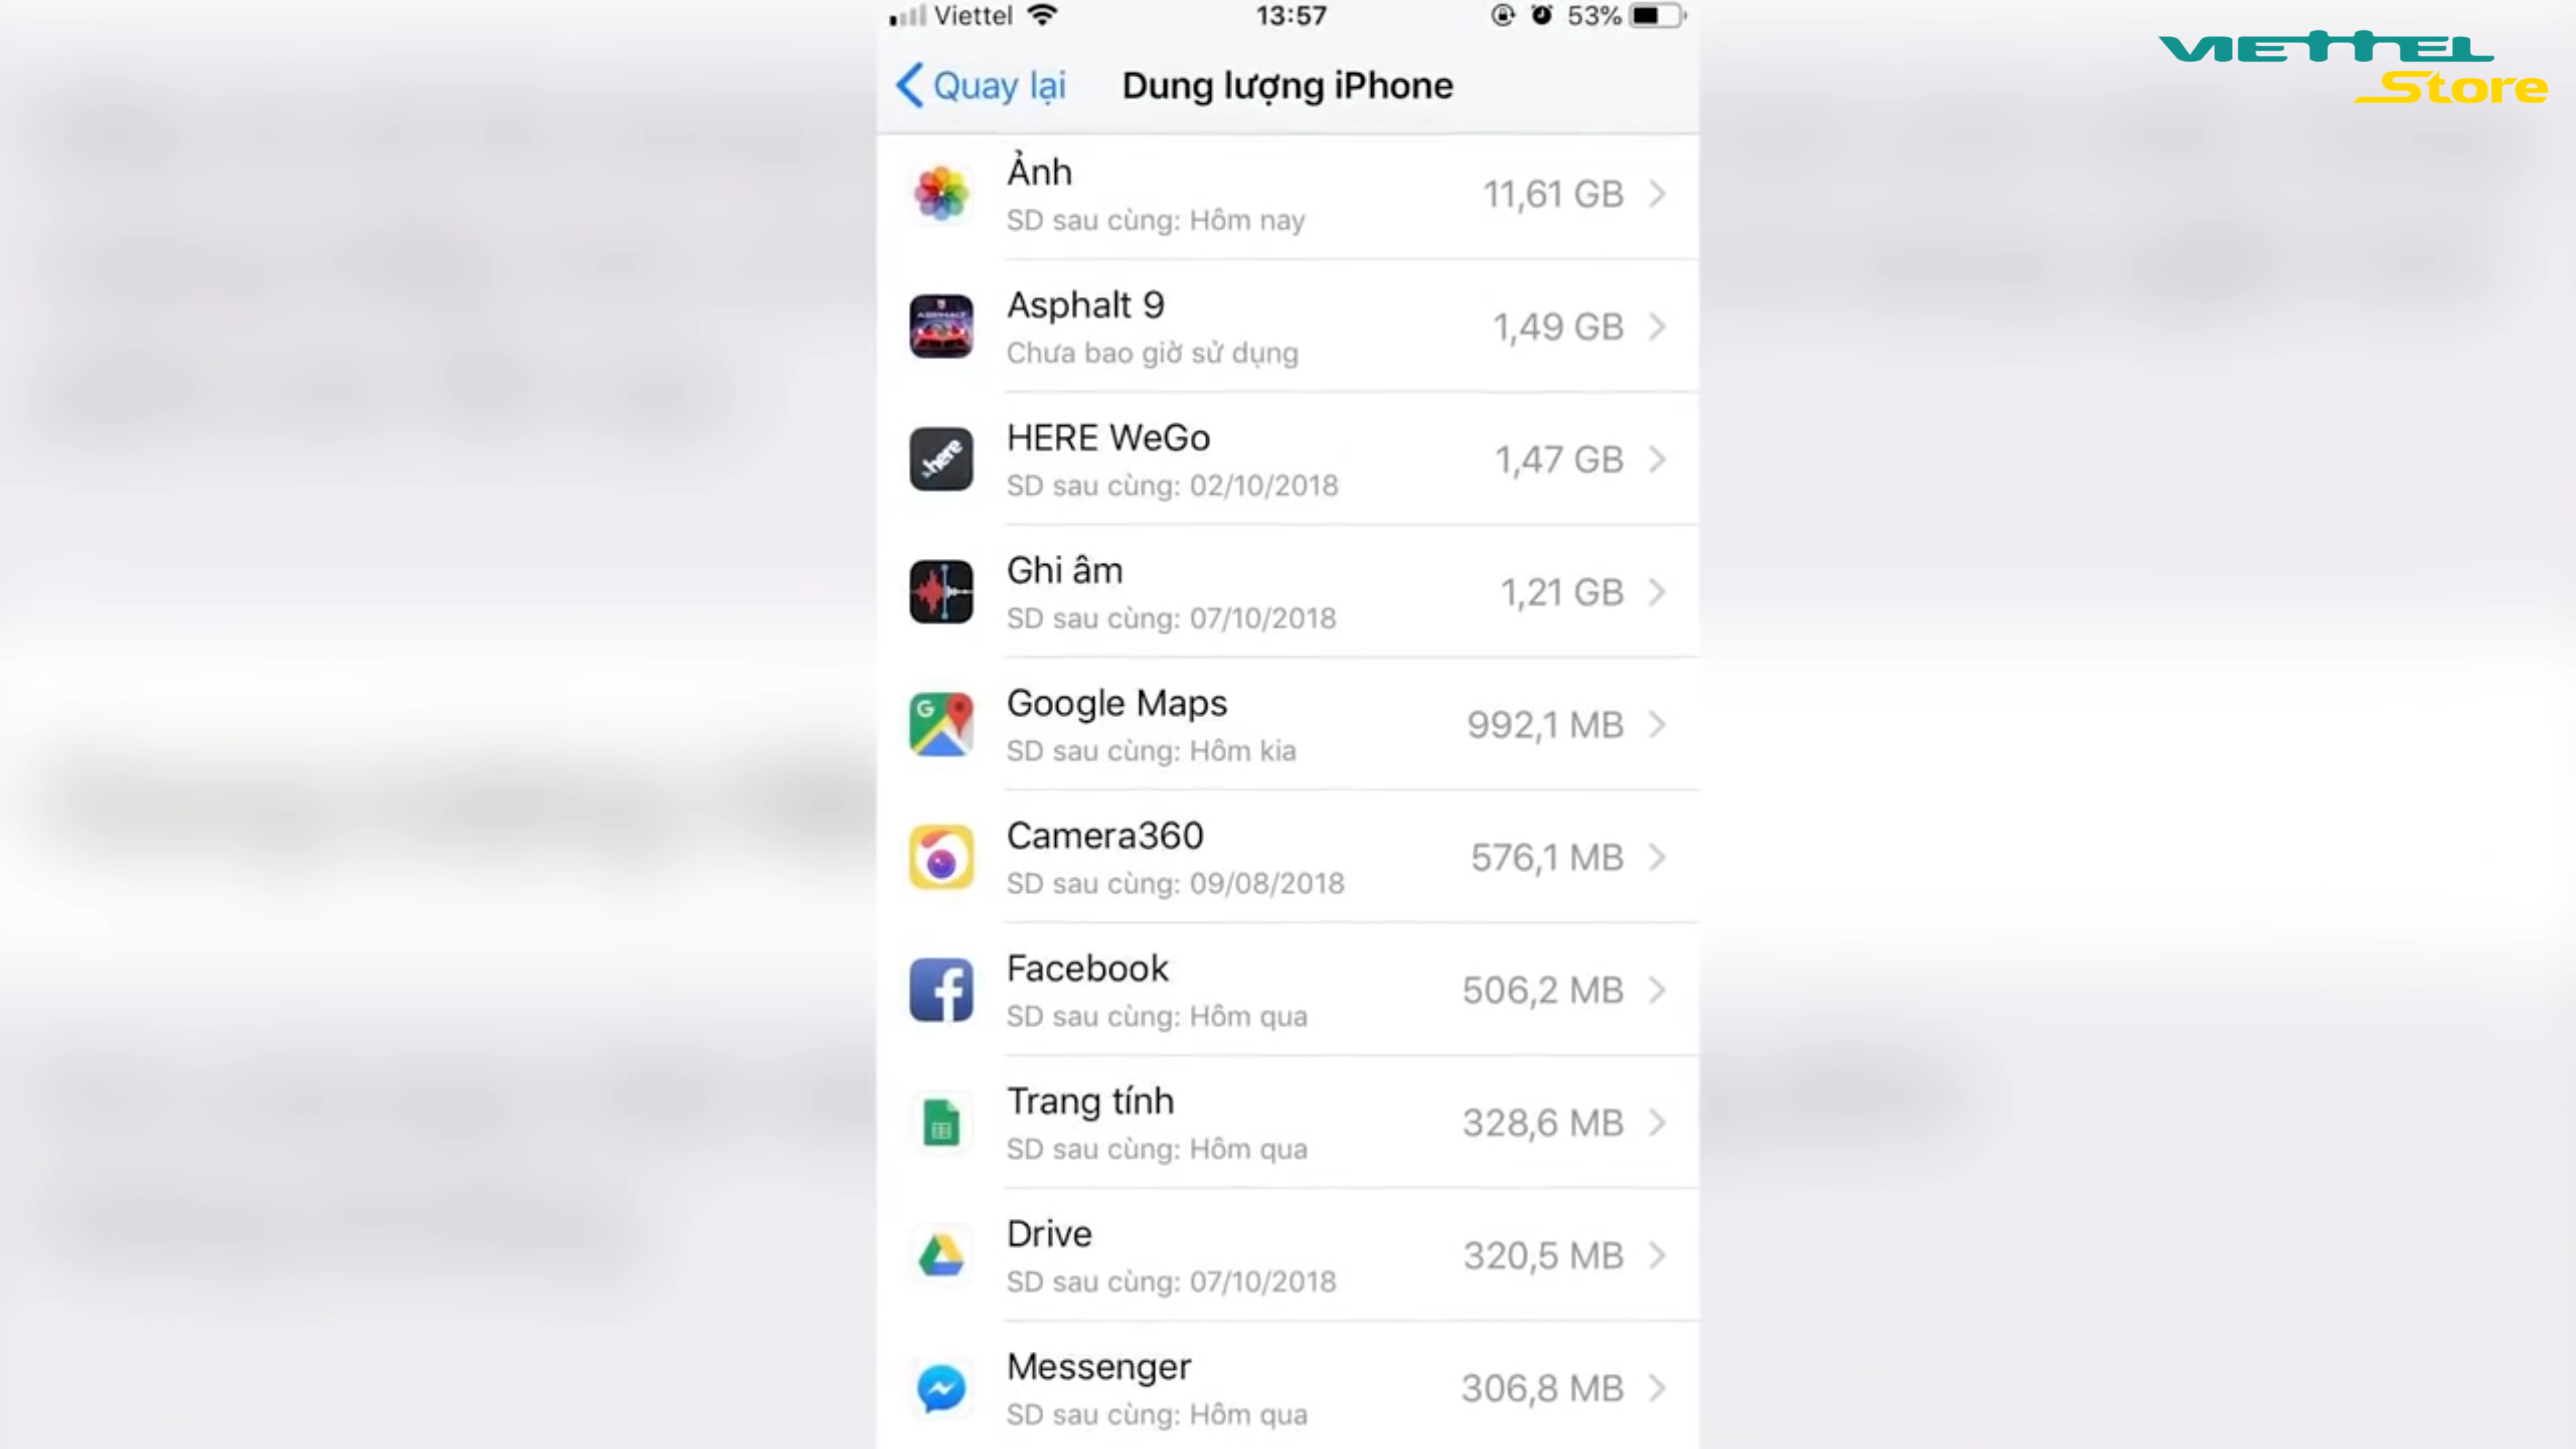 Viettel 13:57 53%
VIETTEL
Store
Quay lại Dung lượng iPhone
Ảnh
11,61 GB
SD sau cùng: Hôm nay
Asphalt 9
1,49 GB
Chưa bao giờ sử dụng
HERE WeGo
1,47 GB
SD sau cùng: 02/10/2018
Ghi âm
1,21 GB
SD sau cùng: 07/10/2018
Google Maps
992,1 MB
SD sau cùng: Hôm kia
Camera360
576,1 MB
SD sau cùng: 09/08/2018
Facebook
506,2 MB
SD sau cùng: Hôm qua
Trang tính
328,6 MB
SD sau cùng: Hôm qua
Drive
320,5 MB
SD sau cùng: 07/10/2018
Messenger
306,8 MB
SD sau cùng: Hôm qua
here
ASPHALT